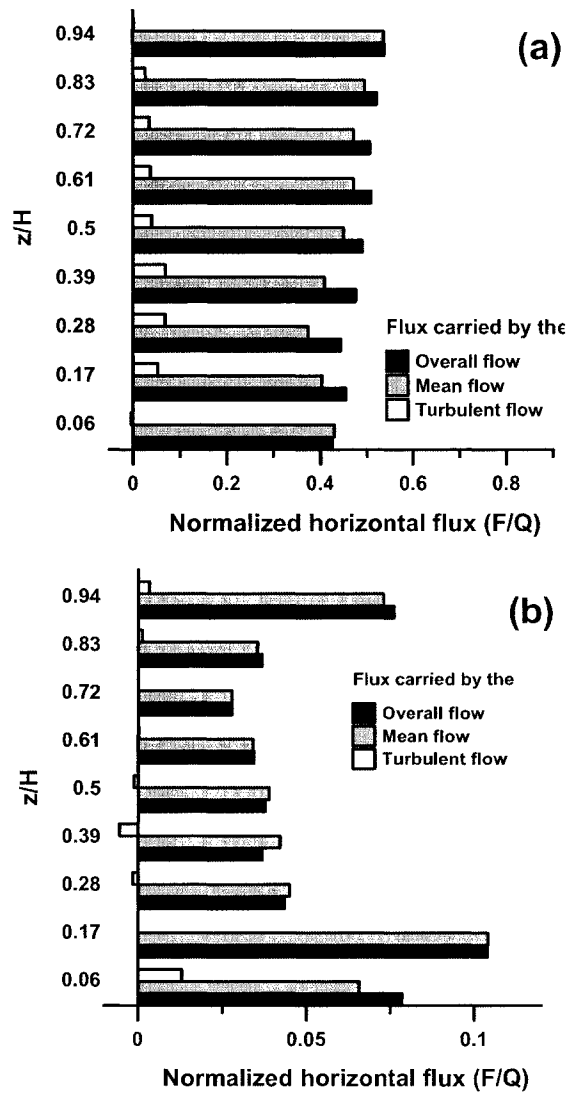 (a)
0.94
0.83
0.72
0.61
0.5
0.39
0.28
0.17
0.06
z/H
Flux carried by the
Overall flow
Mean flow
Turbulent flow
0 0.2 0.4 0.6 0.8
Normalized horizontal flux (F/Q)
(b)
0.94
0.83
0.72
0.61
0.5
0.39
0.28
0.17
0.06
z/H
Flux carried by the
Overall flow
Mean flow
Turbulent flow
0 0.05 0.1
Normalized horizontal flux (F/Q)